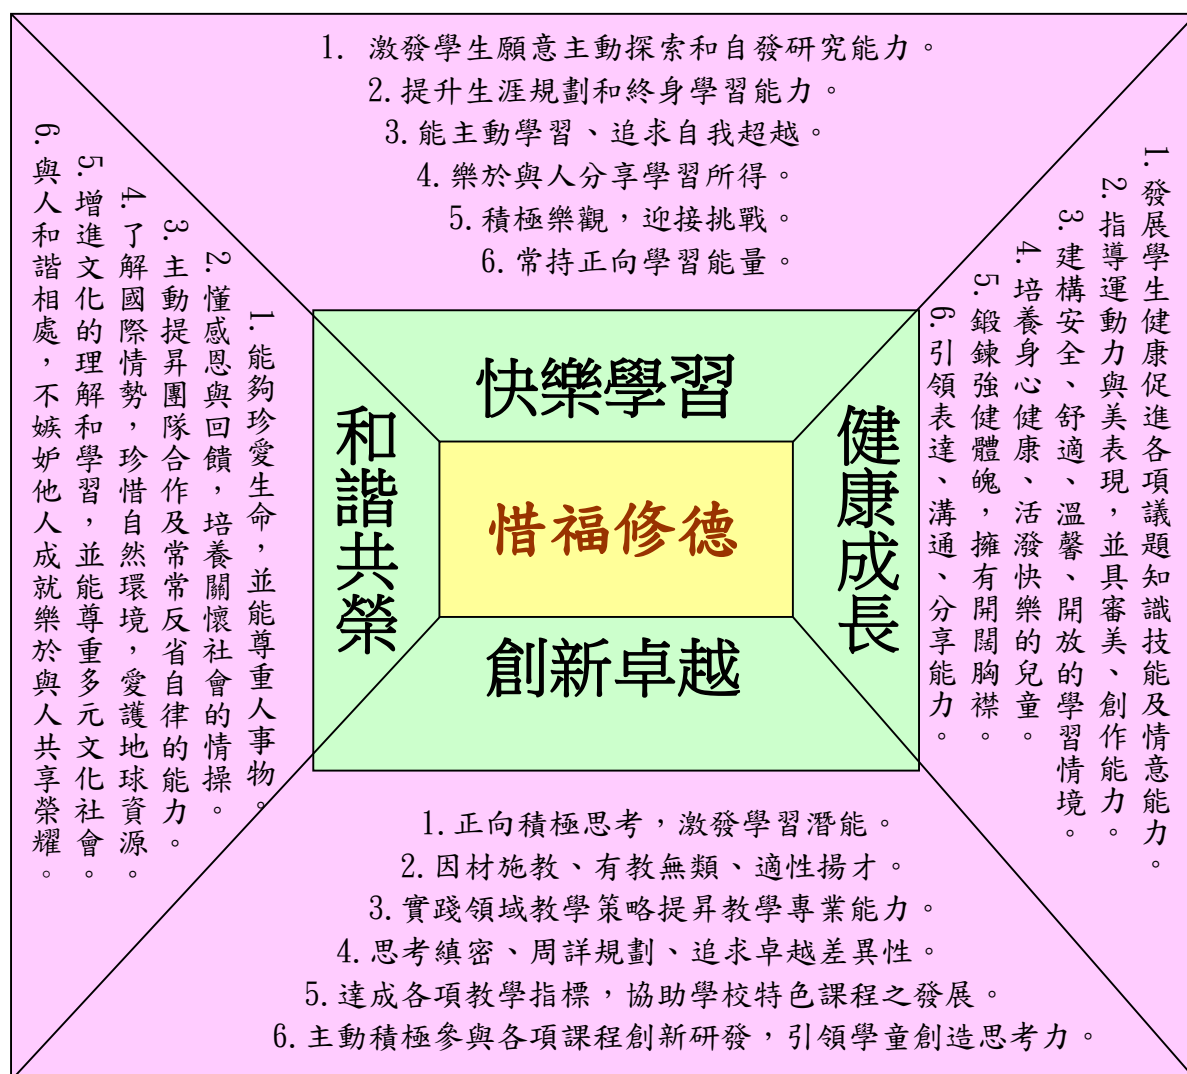 1. 激發學生願意主動探索和自發研究能力。
2.提升生涯規劃和終身學習能力。
3.能主動學習、追求自我超越。
4.樂於與人分享學習所得。
5.積極樂觀，迎接挑戰。
6.常持正向學習能量。
快樂學習
健康成長
1.發展學生健康促進各項議題知識技能及情意能力。
2.指導運動力與美表現，並具審美、創作能力。
3.建構安全、舒適、溫馨、開放的學習情境。
4.培養身心健康、活潑快樂的兒童。
5.鍛鍊強健體魄，擁有開闊胸襟。
6.引領表達、溝通、分享能力。
惜福修德
和諧共榮
1.能夠珍愛生命，並能尊重人事物。
2.懂感恩與回饋，培養關懷社會的情操。
3.主動提昇團隊合作及常常反省自律的能力。
4.了解國際情勢，珍惜自然環境，愛護地球資源。
5.增進文化的理解和學習，並能尊重多元文化社會。
6.與人和諧相處，不嫉妒他人成就樂於與人共享榮耀。
創新卓越
1.正向積極思考，激發學習潛能。
2.因材施教、有教無類、適性揚才。
3.實踐領域教學策略提昇教學專業能力。
4.思考縝密、周詳規劃、追求卓越差異性。
5.達成各項教學指標，協助學校特色課程之發展。
6.主動積極參與各項課程創新研發，引領學童創造思考力。